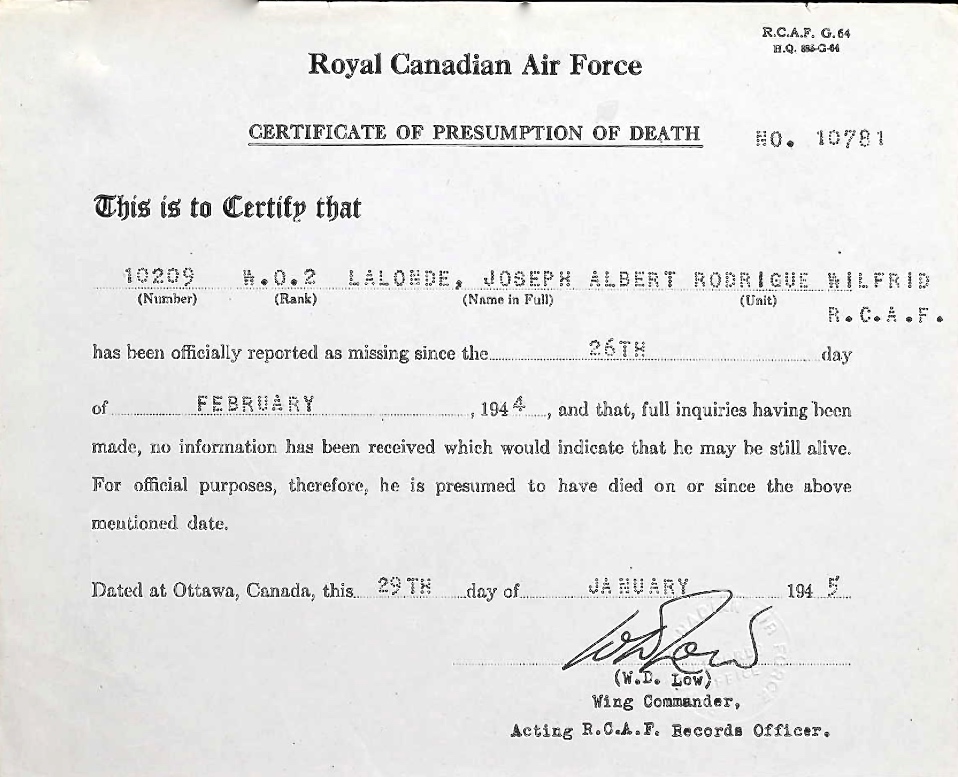 R.C.A.F. G. 64
H.Q. 885-G-64
Royal Canadian Air Force
CERTIFICATE OF PRESUMPTION OF DEATH
NO. 10781
This is to Certify that
10209 W.O.2 LALONDE, JOSEPH ALBERT RODRIGUE WILFRID
(Number) (Rank) (Name in Full) (Unit)
R.C.A.F.
has been officially reported as missing since the 26TH day
of FEBRUARY , 1944 , and that, full inquiries having been
made, no information has been received which would indicate that he may be still alive.
For official purposes, therefore, he is presumed to have died on or since the above
mentioned date.
Dated at Ottawa, Canada, this 29TH day of JANUARY 1945
(W.D. Low)
Wing Commander,
Acting R.C.A.F. Records Officer.